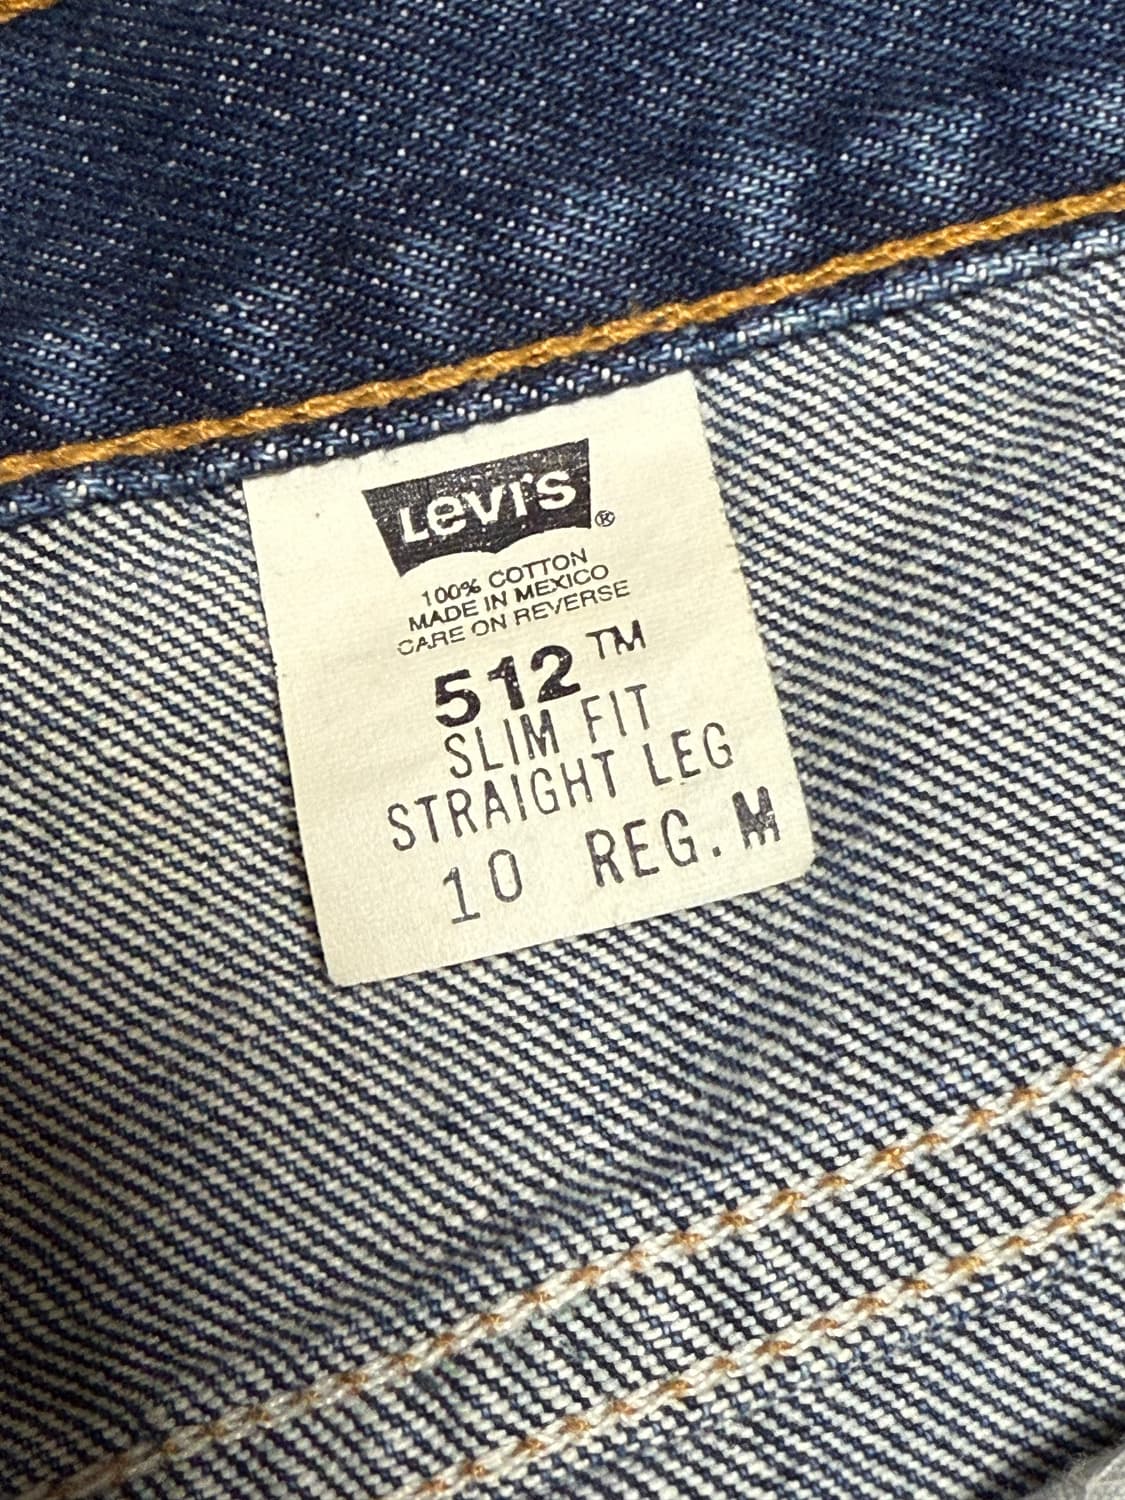 Levi's®
100% COTTON
MADE IN MEXICO
CARE ON REVERSE
512™
SLIM FIT
STRAIGHT LEG
10 REG. M